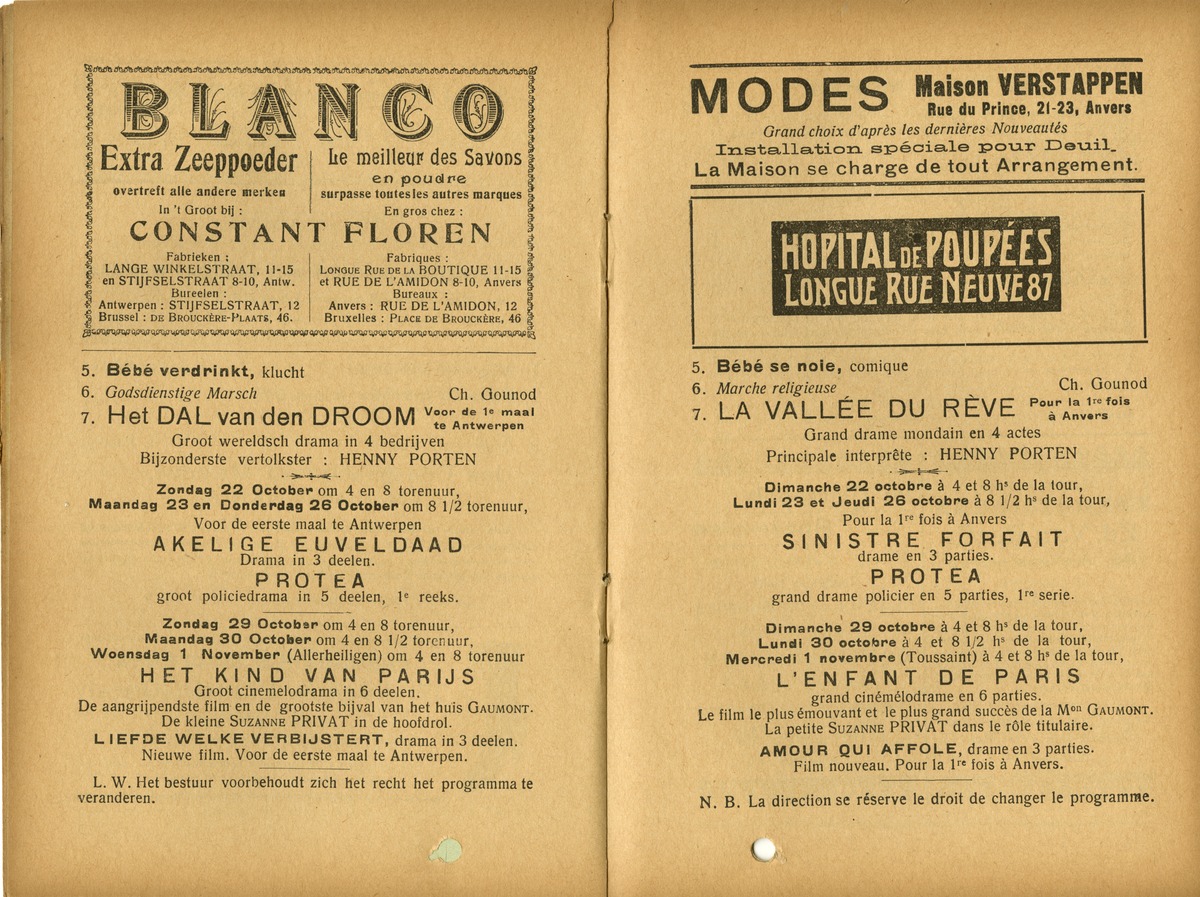 BLANCO
Extra Zeeppoeder
overtreft alle andere merken
In 't Groot bij :
Le meilleur des Savons
en poudre
surpasse toutes les autres marques
En gros chez :
CONSTANT FLOREN
Fabrieken :
LANGE WINKELSTRAAT, 11-15
en STIJFSELSTRAAT 8-10, Antw.
Bureelen :
Antwerpen : STIJFSELSTRAAT, 12
Brussel : DE BROUCKÈRE-PLAATS, 46.
Fabriques :
LONGUE RUE DE LA BOUTIQUE 11-15
et RUE DE L'AMIDON 8-10, Anvers
Bureaux :
Anvers : RUE DE L'AMIDON, 12
Bruxelles : PLACE DE BROUCKÈRE, 46
5. Bébé verdrinkt, klucht
6. Godsdienstige Marsch Ch. Gounod
7. Het DAL van den DROOM Voor de 1e maal
te Antwerpen
Groot wereldsch drama in 4 bedrijven
Bijzonderste vertolkster : HENNY PORTEN
Zondag 22 October om 4 en 8 torenuur,
Maandag 23 en Donderdag 26 October om 8 1/2 torenuur,
Voor de eerste maal te Antwerpen
AKELIGE EUVELDAAD
Drama in 3 deelen.
PROTEA
groot policiedrama in 5 deelen, 1e reeks.
Zondag 29 October om 4 en 8 torenuur,
Maandag 30 October om 4 en 8 1/2 torenuur,
Woensdag 1 November (Allerheiligen) om 4 en 8 torenuur
HET KIND VAN PARIJS
Groot cinemelodrama in 6 deelen.
De aangrijpendste film en de grootste bijval van het huis GAUMONT.
De kleine SUZANNE PRIVAT in de hoofdrol.
LIEFDE WELKE VERBIJSTERT, drama in 3 deelen.
Nieuwe film. Voor de eerste maal te Antwerpen.
L. W. Het bestuur voorbehoudt zich het recht het programma te
veranderen.
MODES Maison VERSTAPPEN
Rue du Prince, 21-23, Anvers
Grand choix d'après les dernières Nouveautés
Installation spéciale pour Deuil.
La Maison se charge de tout Arrangement.
HOPITAL DE POUPÉES
LONGUE RUE NEUVE 87
5. Bébé se noie, comique
6. Marche religieuse Ch. Gounod
7. LA VALLÉE DU RÊVE Pour la 1re fois
à Anvers
Grand drame mondain en 4 actes
Principale interprête : HENNY PORTEN
Dimanche 22 octobre à 4 et 8 hs de la tour,
Lundi 23 et Jeudi 26 octobre à 8 1/2 hs de la tour,
Pour la 1re fois à Anvers
SINISTRE FORFAIT
drame en 3 parties.
PROTEA
grand drame policier en 5 parties, 1re serie.
Dimanche 29 octobre à 4 et 8 hs de la tour,
Lundi 30 octobre à 4 et 8 1/2 hs de la tour,
Mercredi 1 novembre (Toussaint) à 4 et 8 hs de la tour,
L'ENFANT DE PARIS
grand cinémélodrame en 6 parties.
Le film le plus émouvant et le plus grand succès de la Mon GAUMONT.
La petite SUZANNE PRIVAT dans le rôle titulaire.
AMOUR QUI AFFOLE, drame en 3 parties.
Film nouveau. Pour la 1re fois à Anvers.
N. B. La direction se réserve le droit de changer le programme.